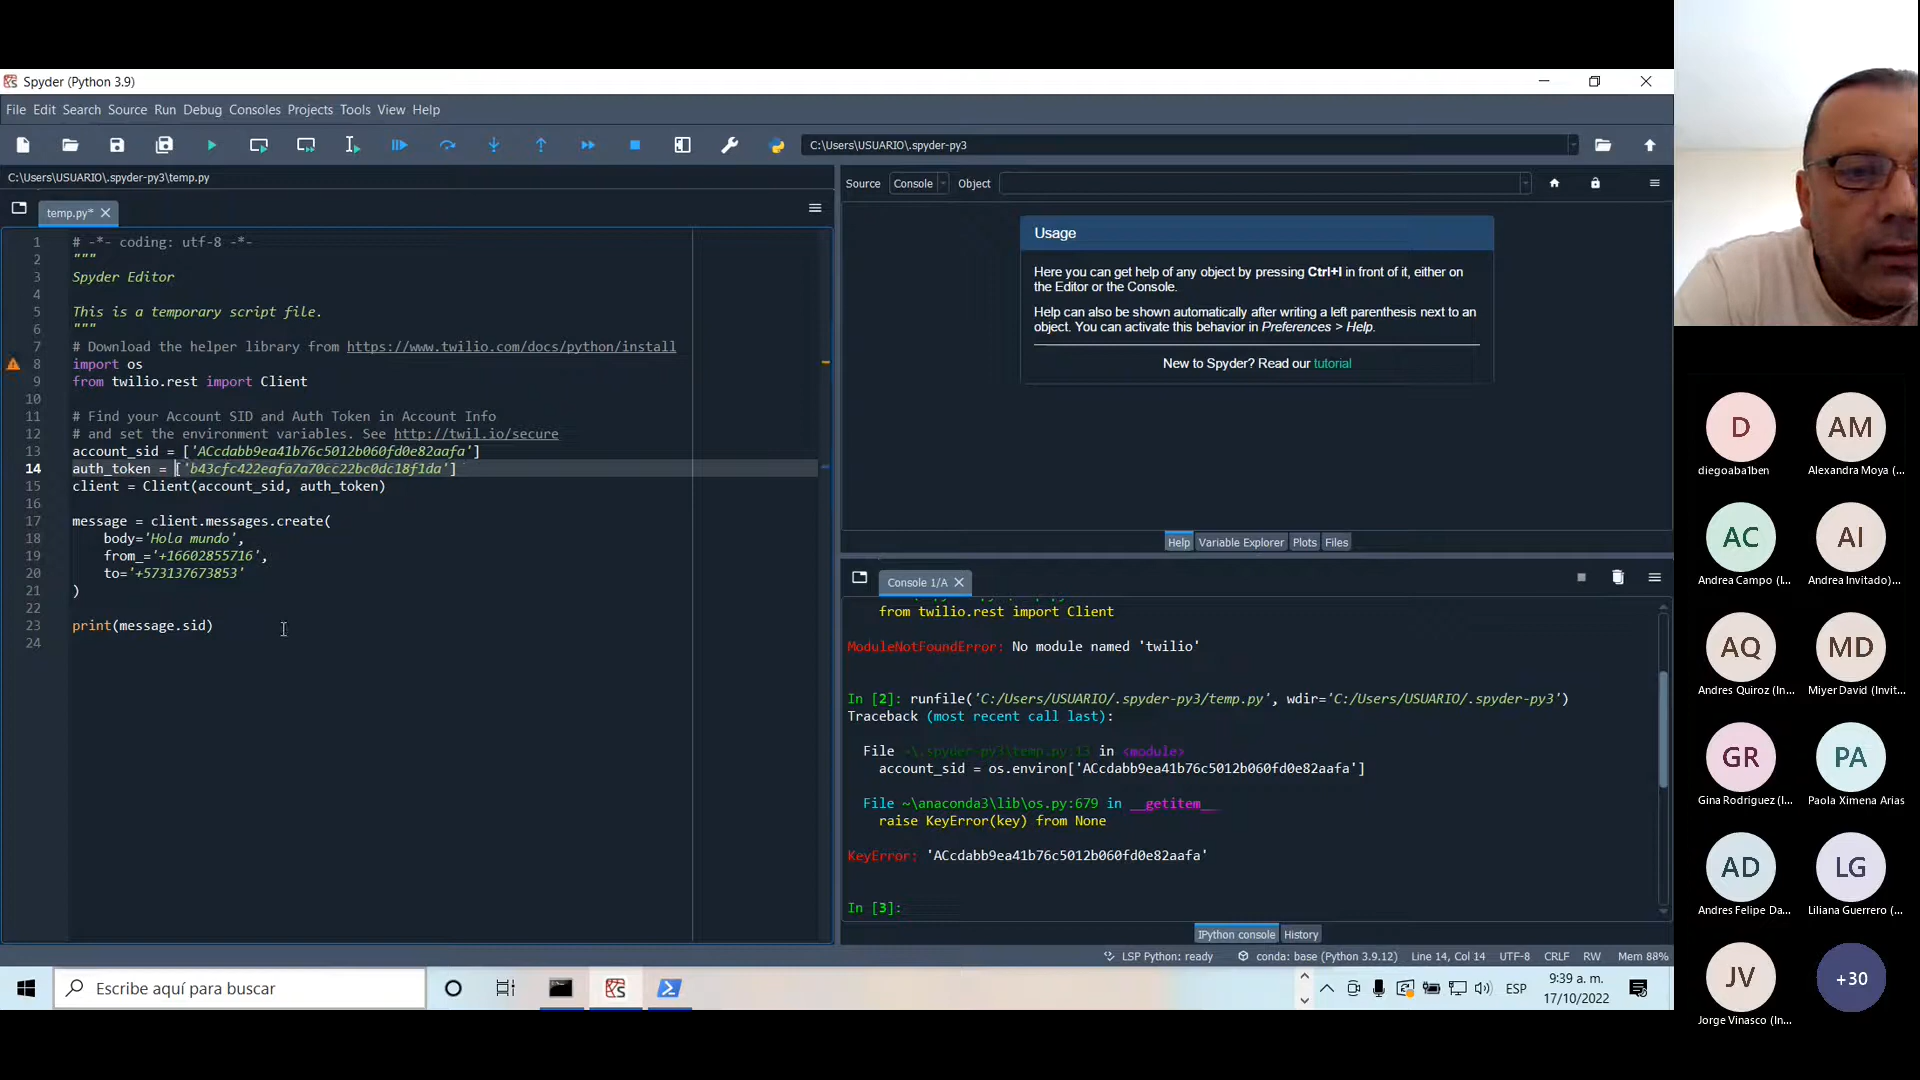 Spyder (Python 3.9)
File Edit Search Source Run Debug Consoles Projects Tools View Help
C:\Users\USUARIO\.spyder-py3
C:\Users\USUARIO\.spyder-py3\temp.py
temp.py*
1 # -*- coding: utf-8 -*-
2 """
3 Spyder Editor
4
5 This is a temporary script file.
6 """
7 # Download the helper library from https://www.twilio.com/docs/python/install
8 import os
9 from twilio.rest import Client
10
11 # Find your Account SID and Auth Token in Account Info
12 # and set the environment variables. See http://twil.io/secure
13 account_sid = ['ACcdabb9ea41b76c5012b060fd0e82aafa']
14 auth_token = ['b43cfc422eafa7a70cc22bc0dc18f1da']
15 client = Client(account_sid, auth_token)
16
17 message = client.messages.create(
18 body='Hola mundo',
19 from_='+16602855716',
20 to='+573137673853'
21 )
22
23 print(message.sid)
24
Source Console Object
Usage
Here you can get help of any object by pressing Ctrl+I in front of it, either on
the Editor or the Console.
Help can also be shown automatically after writing a left parenthesis next to an
object. You can activate this behavior in Preferences > Help.
New to Spyder? Read our tutorial
Help Variable Explorer Plots Files
Console 1/A
from twilio.rest import Client
ModuleNotFoundError: No module named 'twilio'
In [2]: runfile('C:/Users/USUARIO/.spyder-py3/temp.py', wdir='C:/Users/USUARIO/.spyder-py3')
Traceback (most recent call last):
File ~\.spyder-py3\temp.py:13 in <module>
account_sid = os.environ['ACcdabb9ea41b76c5012b060fd0e82aafa']
File ~\anaconda3\lib\os.py:679 in __getitem__
raise KeyError(key) from None
KeyError: 'ACcdabb9ea41b76c5012b060fd0e82aafa'
In [3]:
IPython console History
LSP Python: ready conda: base (Python 3.9.12) Line 14, Col 14 UTF-8 CRLF RW Mem 88%
Escribe aquí para buscar
ESP
9:39 a. m.
17/10/2022
D AM
diegoaba1ben Alexandra Moya (...
AC AI
Andrea Campo (I... Andrea Invitado)...
AQ MD
Andres Quiroz (In... Miyer David (Invit...
GR PA
Gina Rodríguez (I... Paola Ximena Arias
AD LG
Andres Felipe Da... Liliana Guerrero (...
JV +30
Jorge Vinasco (In...